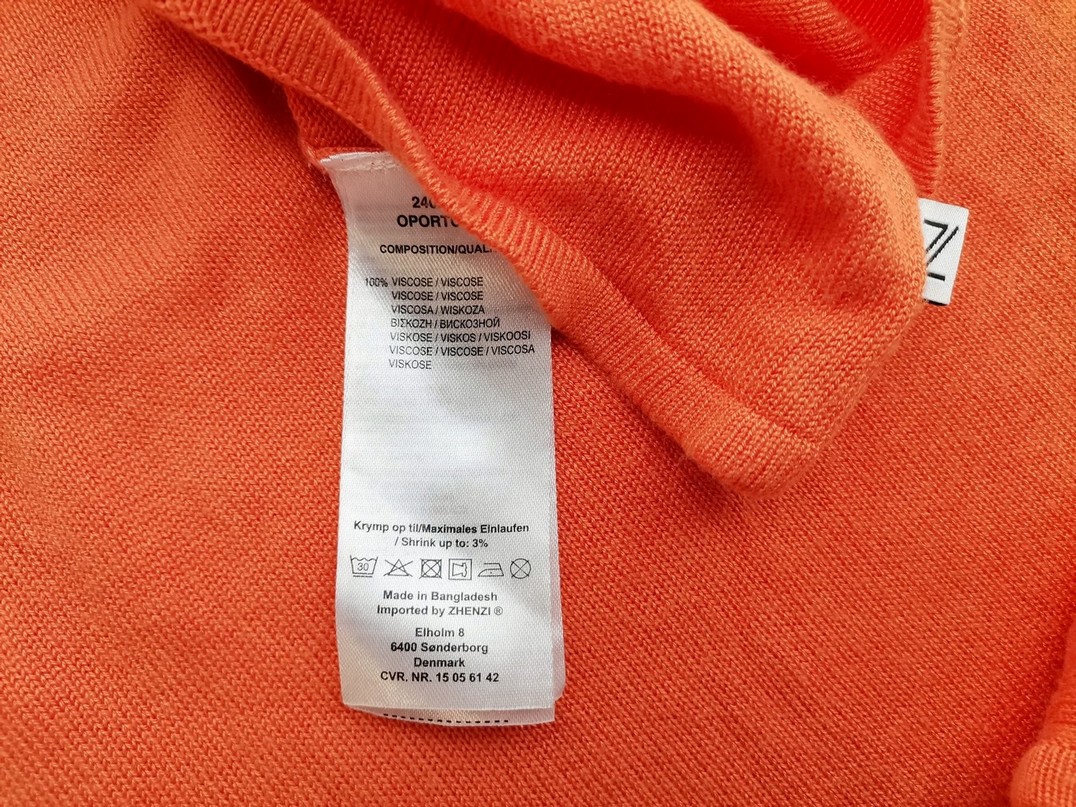 COMPOSITION/QUAL
100% VISCOSE / VISCOSE
VISCOSE / VISCOSE
VISCOSA / WISKOZA
ΒΙΣΚΟΖΗ / ВИСКОЗНОЙ
VISKOSE / VISKOS / VISKOOSI
VISCOSE / VISCOSE / VISCOSA
VISKOSE
Krymp op til/Maximales Einlaufen
/ Shrink up to: 3%
30
Made in Bangladesh
Imported by ZHENZI ®
Elholm 8
6400 Sønderborg
Denmark
CVR. NR. 15 05 61 42